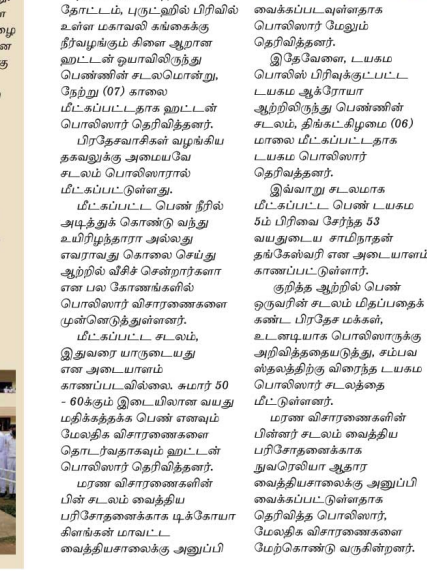 தோட்டம், புருட்ஹில் பிரிவில்
உள்ள மகாவலி கங்கைக்கு
நீர்வழங்கும் கிளை ஆறான
ஹட்டன் ஓயாவிலிருந்து
பெண்ணின் சடலமொன்று,
நேற்று (07) காலை
மீட்கப்பட்டதாக ஹட்டன்
பொலிஸார் தெரிவித்தனர்.
பிரதேசவாசிகள் வழங்கிய
தகவலுக்கு அமையவே
சடலம் பொலிஸாரால்
மீட்கப்பட்டுள்ளது.
மீட்கப்பட்ட பெண் நீரில்
அடித்துக் கொண்டு வந்து
உயிரிழந்தாரா அல்லது
எவராவது கொலை செய்து
ஆற்றில் வீசிச் சென்றார்களா
என பல கோணங்களில்
பொலிஸார் விசாரணைகளை
முன்னெடுத்துள்ளனர்.
மீட்கப்பட்ட சடலம்,
இதுவரை யாருடையது
என அடையாளம்
காணப்படவில்லை. சுமார் 50
- 60க்கும் இடையிலான வயது
மதிக்கத்தக்க பெண் எனவும்
மேலதிக விசாரணைகளை
தொடர்வதாகவும் ஹட்டன்
பொலிஸார் தெரிவித்தனர்.
மரண விசாரணைகளின்
பின் சடலம் வைத்திய
பரிசோதனைக்காக டிக்கோயா
கிளங்கன் மாவட்ட
வைத்தியசாலைக்கு அனுப்பி
வைக்கப்படவுள்ளதாக
பொலிஸார் மேலும்
தெரிவித்தனர்.
இதேவேளை, டயகம
பொலிஸ் பிரிவுக்குட்பட்ட
டயகம ஆக்ரோயா
ஆற்றிலிருந்து பெண்ணின்
சடலம், திங்கட்கிழமை (06)
மாலை மீட்கப்பட்டதாக
டயகம பொலிஸார்
தெரிவத்தனர்.
இவ்வாறு சடலமாக
மீட்கப்பட்ட பெண் டயகம
5ம் பிரிவை சேர்ந்த 53
வயதுடைய சாமிநாதன்
தங்கேஸ்வரி என அடையாளம்
காணப்பட்டுள்ளார்.
குறித்த ஆற்றில் பெண்
ஒருவரின் சடலம் மிதப்பதைக்
கண்ட பிரதேச மக்கள்,
உடனடியாக பொலிஸாருக்கு
அறிவித்ததையடுத்து, சம்பவ
ஸ்தலத்திற்கு விரைந்த டயகம
பொலிஸார் சடலத்தை
மீட்டுள்ளனர்.
மரண விசாரணைகளின்
பின்னர் சடலம் வைத்திய
பரிசோதனைக்காக
நுவரெலியா ஆதார
வைத்தியசாலைக்கு அனுப்பி
வைக்கப்பட்டுள்ளதாக
தெரிவித்த பொலிஸார்,
மேலதிக விசாரணைகளை
மேற்கொண்டு வருகின்றனர்.